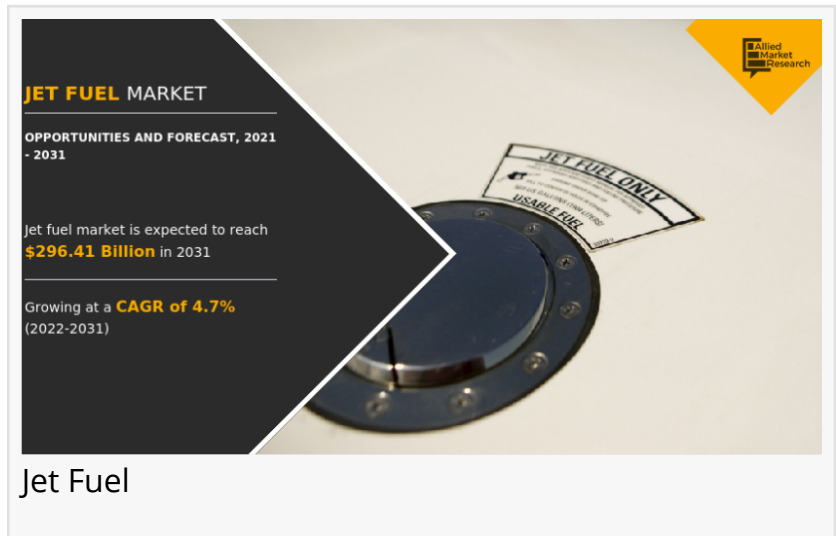 JET FUEL MARKET
OPPORTUNITIES AND FORECAST, 2021
- 2031
Jet fuel market is expected to reach
$296.41 Billion in 2031
Growing at a CAGR of 4.7%
(2022-2031)
Allied
Market
Research
JET FUEL ONLY
USABLE FUEL
Jet Fuel